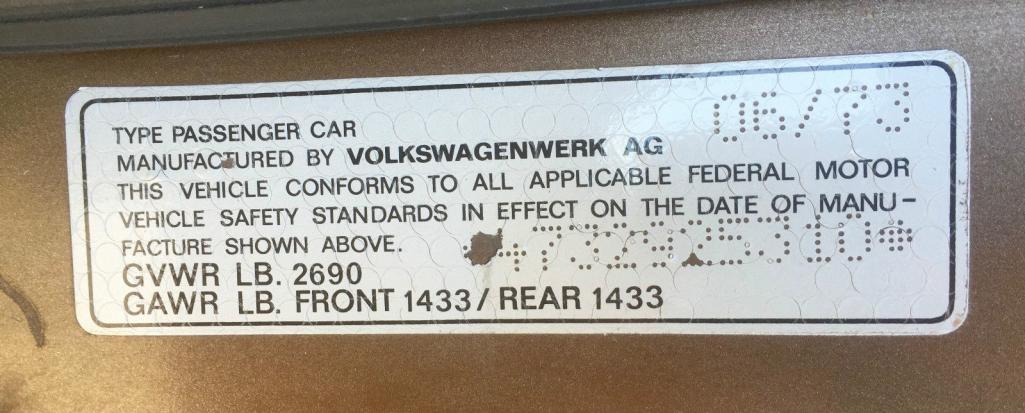 06/73
TYPE PASSENGER CAR
MANUFACTURED BY VOLKSWAGENWERK AG
THIS VEHICLE CONFORMS TO ALL APPLICABLE FEDERAL MOTOR
VEHICLE SAFETY STANDARDS IN EFFECT ON THE DATE OF MANU-
FACTURE SHOWN ABOVE.
GVWR LB. 2690
GAWR LB. FRONT 1433/REAR 1433